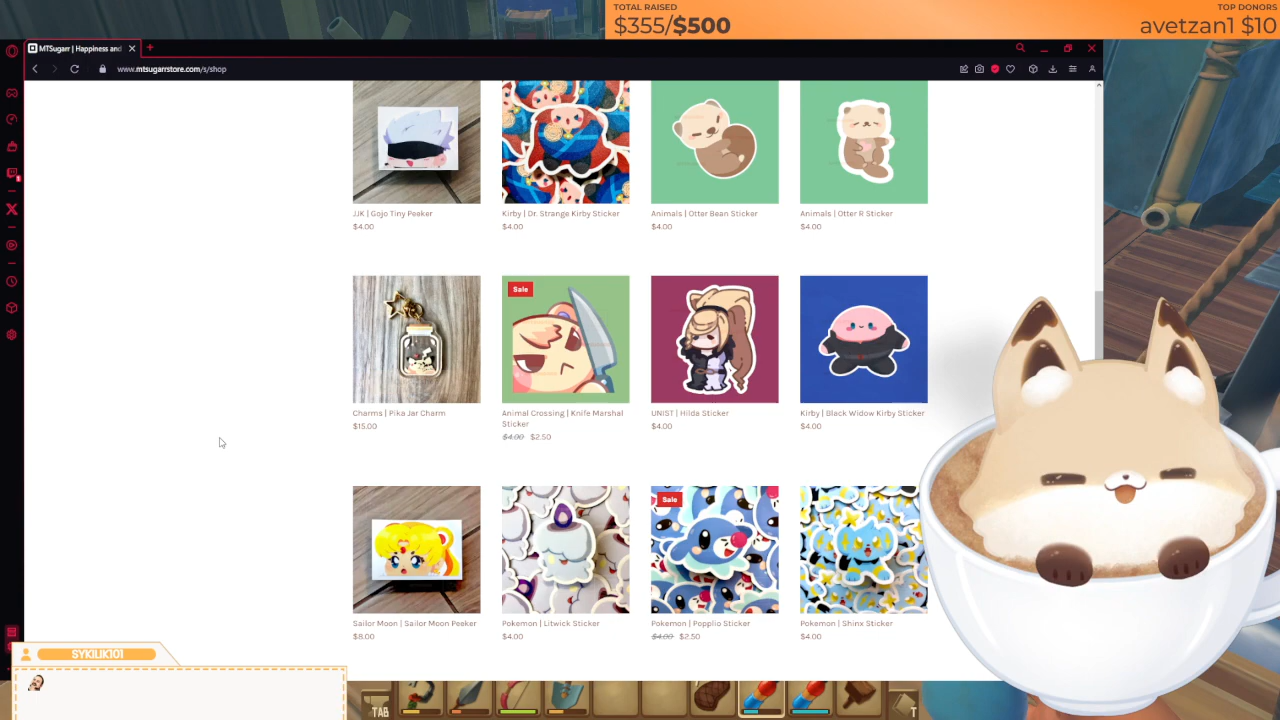 TOTAL RAISED
$355/$500
TOP DONORS
avetzan1 $10
MTSugarr | Happiness and
www.mtsugarrstore.com/s/shop
JJK | Gojo Tiny Peeker
$4.00
Kirby | Dr. Strange Kirby Sticker
$4.00
Animals | Otter Bean Sticker
$4.00
Animals | Otter R Sticker
$4.00
Charms | Pika Jar Charm
$15.00
Sale
Animal Crossing | Knife Marshal
Sticker
$4.00 $2.50
UNIST | Hilda Sticker
$4.00
Kirby | Black Widow Kirby Sticker
$4.00
Sailor Moon | Sailor Moon Peeker
$8.00
Pokemon | Litwick Sticker
$4.00
Sale
Pokemon | Popplio Sticker
$4.00 $2.50
Pokemon | Shinx Sticker
$4.00
SYKILIK101
TAB
T